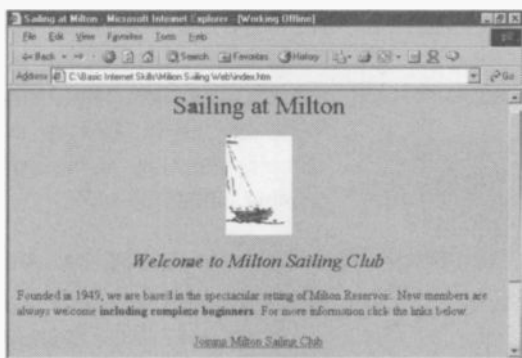 Sailing at Milton - Microsoft Internet Explorer - [Working Offline]
File Edit View Favorites Tools Help
Back Search Favorites History
Address C:\Basic Internet Skills\Milton Sailing Web\index.htm Go
Sailing at Milton
Welcome to Milton Sailing Club
Founded in 1949, we are based in the spectacular setting of Milton Reservoir. New members are
always welcome including complete beginners. For more information click the links below.
Joining Milton Sailing Club